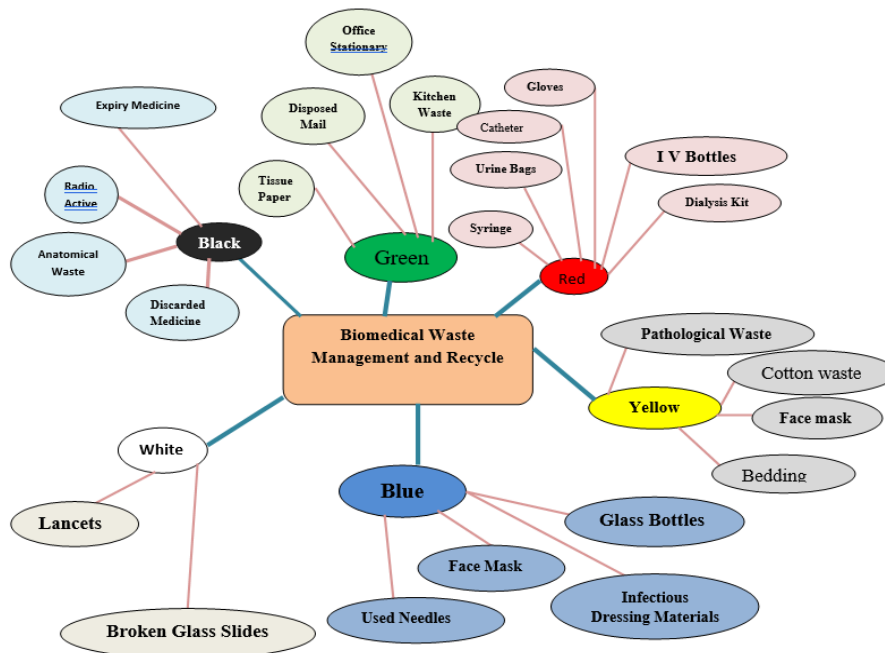 Office
Stationary
Gloves
Expiry Medicine
Disposed
Mail
Kitchen
Waste
Catheter
I V Bottles
Urine Bags
Radio
Active
Tissue
Paper
Dialysis Kit
Syringe
Black
Anatomical
Waste
Green
Red
Discarded
Medicine
Biomedical Waste
Management and Recycle
Pathological Waste
Cotton waste
Yellow
Face mask
White
Bedding
Blue
Lancets
Glass Bottles
Face Mask
Infectious
Dressing Materials
Used Needles
Broken Glass Slides